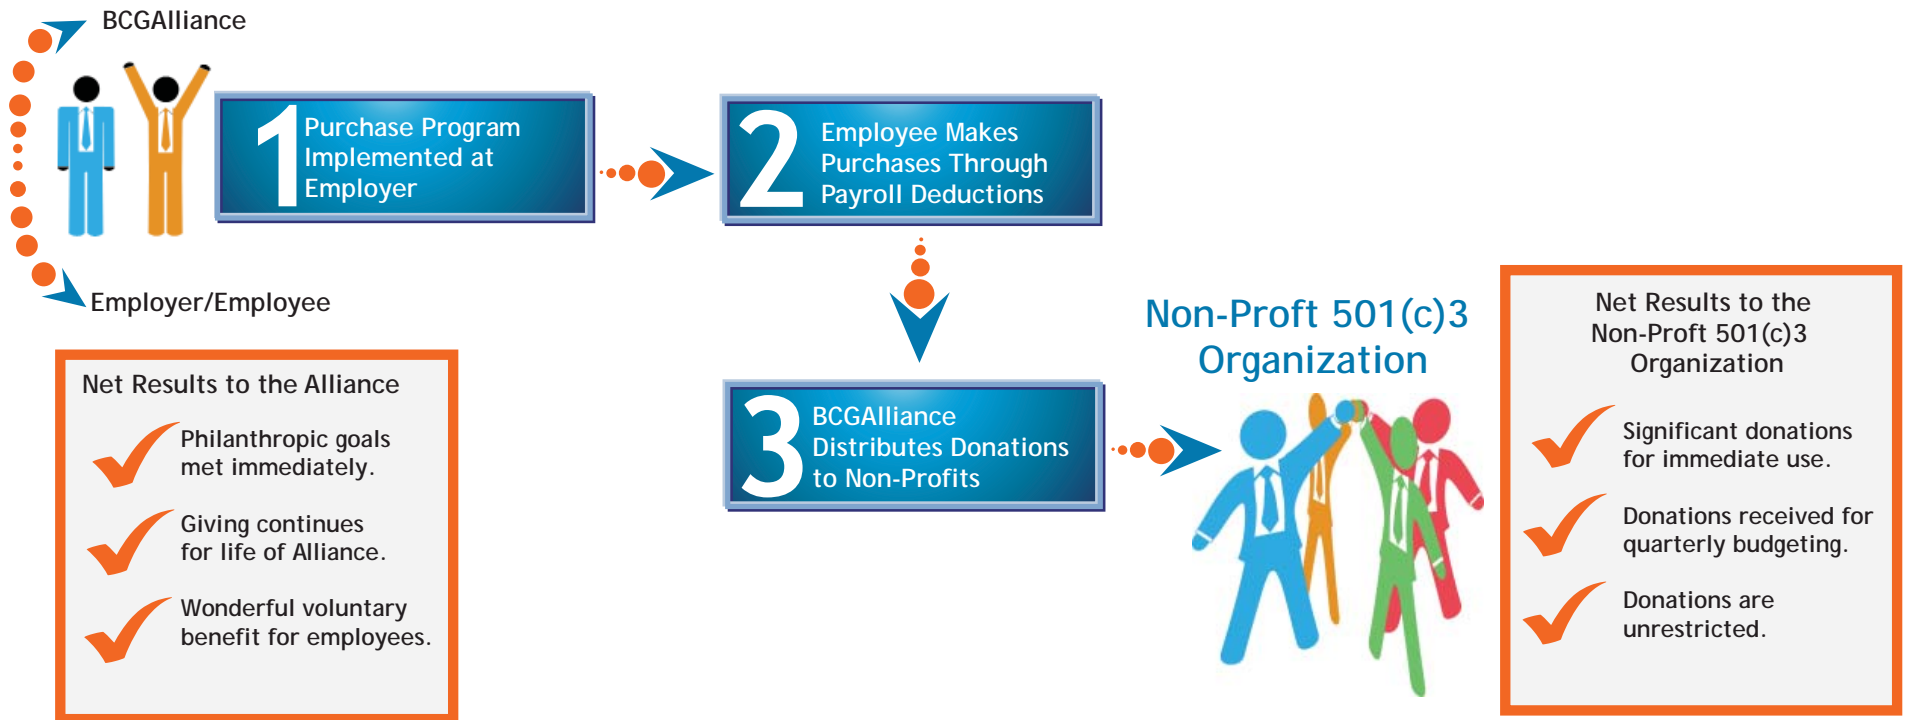 BCGAlliance
1
Purchase Program
Implemented at
Employer
2
Employee Makes
Purchases Through
Payroll Deductions
Employer/Employee
3
BCGAlliance
Distributes Donations
to Non-Profits
Non-Proft 501(c)3
Organization
Net Results to the Alliance
Philanthropic goals
met immediately.
Giving continues
for life of Alliance.
Wonderful voluntary
benefit for employees.
Net Results to the
Non-Proft 501(c)3
Organization
Significant donations
for immediate use.
Donations received for
quarterly budgeting.
Donations are
unrestricted.